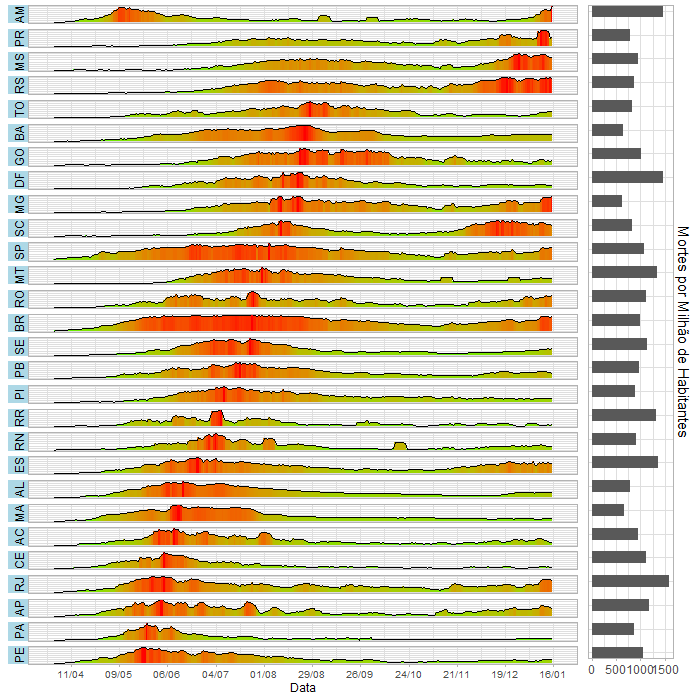 AM
PR
MS
RS
TO
BA
GO
DF
MG
SC
SP
MT
RO
BR
SE
PB
PI
RR
RN
ES
AL
MA
AC
CE
RJ
AP
PA
PE
11/04 09/05 06/06 04/07 01/08 29/08 26/09 24/10 21/11 19/12 16/01
Data
0 500 1000 1500
Mortes por Milhão de Habitantes